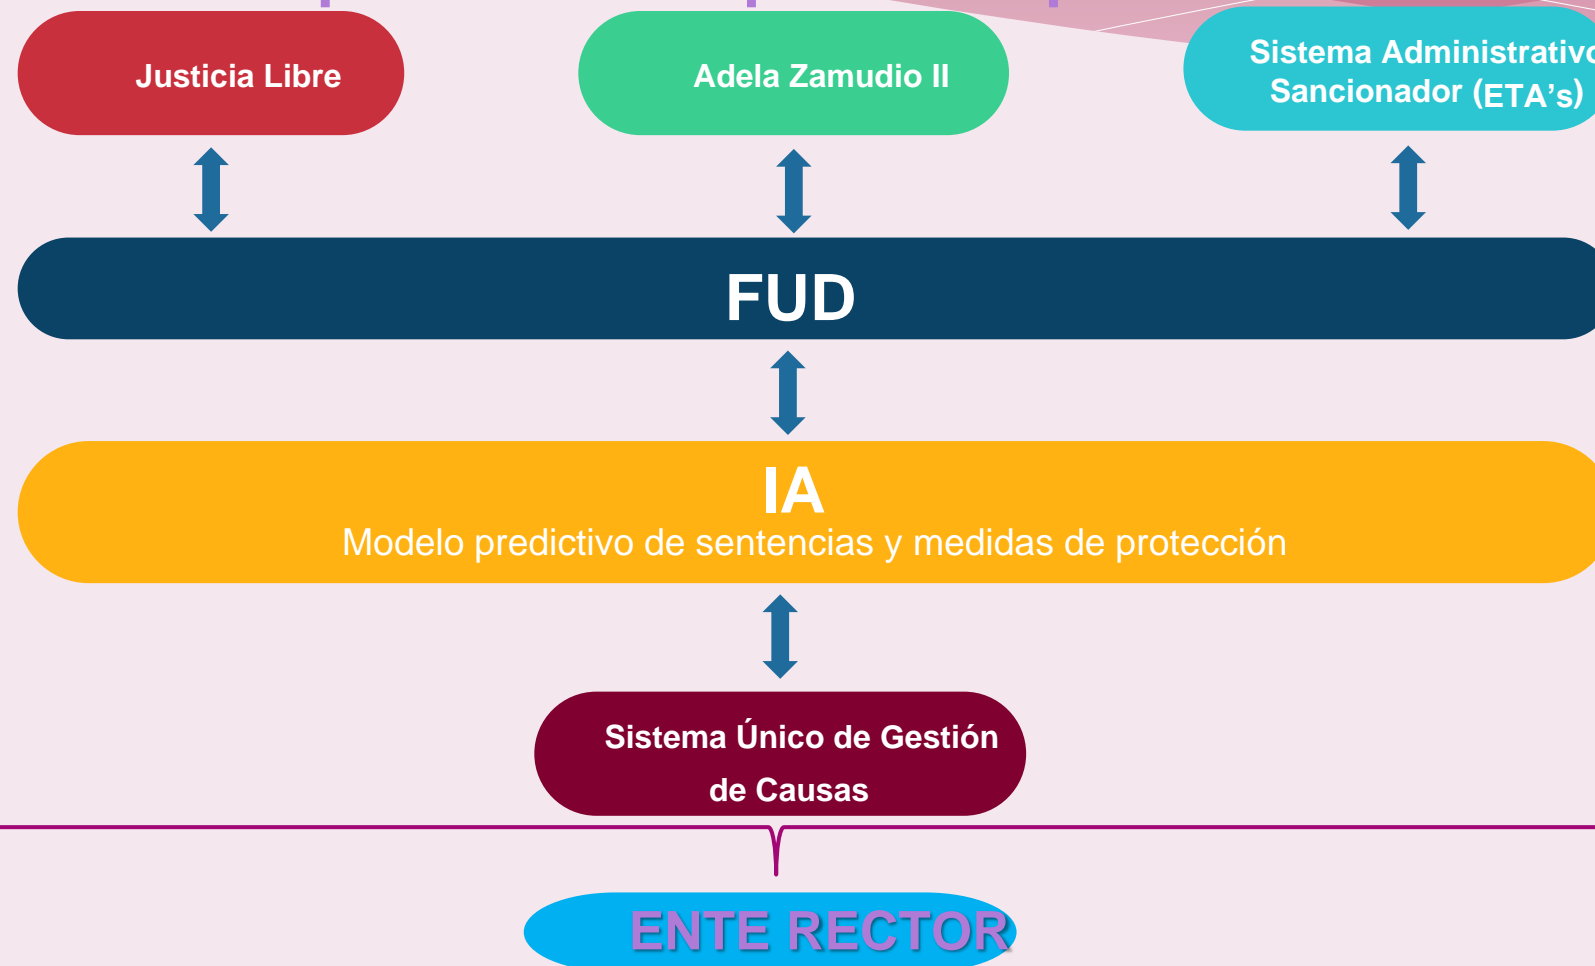 Justicia Libre
Adela Zamudio II
Sistema Administrativo
Sancionador (ETA's)
FUD
IA
Modelo predictivo de sentencias y medidas de protección
Sistema Único de Gestión
de Causas
ENTE RECTOR